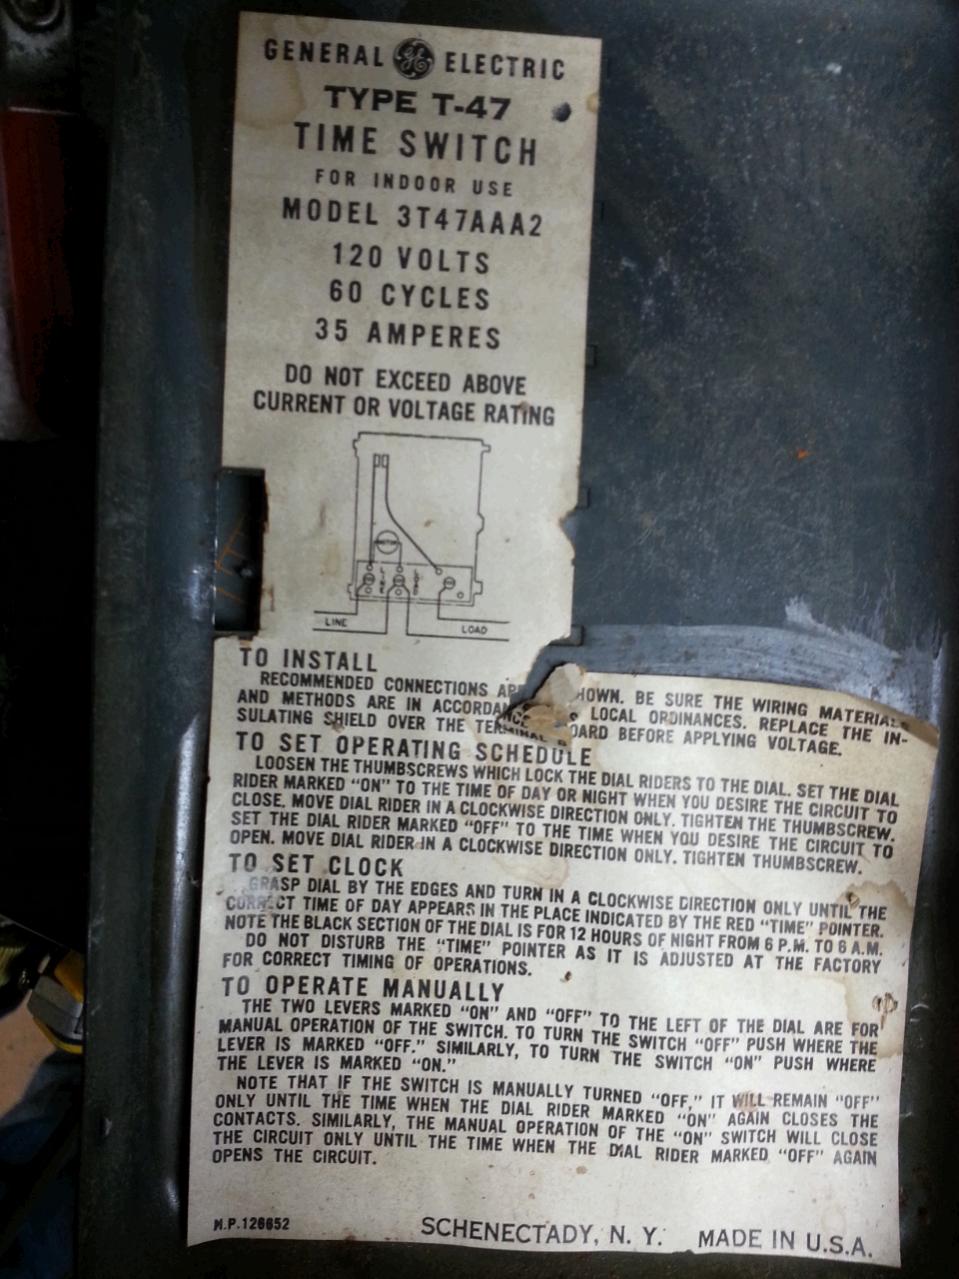 GENERAL GE ELECTRIC
TYPE T-47
TIME SWITCH
FOR INDOOR USE
MODEL 3T47AAA2
120 VOLTS
60 CYCLES
35 AMPERES
DO NOT EXCEED ABOVE
CURRENT OR VOLTAGE RATING
LINE LOAD
LINE
LOAD
TO INSTALL
RECOMMENDED CONNECTIONS HOWN. BE SURE THE WIRING MATERIALS
AND METHODS ARE IN ACCORDANCE LOCAL ORDINANCES. REPLACE THE IN-
SULATING SHIELD OVER THE TERMINAL OARD BEFORE APPLYING VOLTAGE.
TO SET OPERATING SCHEDULE
LOOSEN THE THUMBSCREWS WHICH LOCK THE DIAL RIDERS TO THE DIAL. SET THE DIAL
RIDER MARKED "ON" TO THE TIME OF DAY OR NIGHT WHEN YOU DESIRE THE CIRCUIT TO
CLOSE. MOVE DIAL RIDER IN A CLOCKWISE DIRECTION ONLY. TIGHTEN THE THUMBSCREW.
SET THE DIAL RIDER MARKED "OFF" TO THE TIME WHEN YOU DESIRE THE CIRCUIT TO
OPEN. MOVE DIAL RIDER IN A CLOCKWISE DIRECTION ONLY. TIGHTEN THUMBSCREW.
TO SET CLOCK
GRASP DIAL BY THE EDGES AND TURN IN A CLOCKWISE DIRECTION ONLY UNTIL THE
CORRECT TIME OF DAY APPEARS IN THE PLACE INDICATED BY THE RED "TIME" POINTER.
NOTE THE BLACK SECTION OF THE DIAL IS FOR 12 HOURS OF NIGHT FROM 6 P.M. TO 6 A.M.
DO NOT DISTURB THE "TIME" POINTER AS IT IS ADJUSTED AT THE FACTORY
FOR CORRECT TIMING OF OPERATIONS.
TO OPERATE MANUALLY
THE TWO LEVERS MARKED "ON" AND "OFF" TO THE LEFT OF THE DIAL ARE FOR
MANUAL OPERATION OF THE SWITCH. TO TURN THE SWITCH "OFF" PUSH WHERE THE
LEVER IS MARKED "OFF." SIMILARLY, TO TURN THE SWITCH "ON" PUSH WHERE
THE LEVER IS MARKED "ON."
NOTE THAT IF THE SWITCH IS MANUALLY TURNED "OFF," IT WILL REMAIN "OFF"
ONLY UNTIL THE TIME WHEN THE DIAL RIDER MARKED "ON" AGAIN CLOSES THE
CONTACTS. SIMILARLY, THE MANUAL OPERATION OF THE "ON" SWITCH WILL CLOSE
THE CIRCUIT ONLY UNTIL THE TIME WHEN THE DIAL RIDER MARKED "OFF" AGAIN
OPENS THE CIRCUIT.
M.P.126652 SCHENECTADY, N. Y. MADE IN U.S.A.